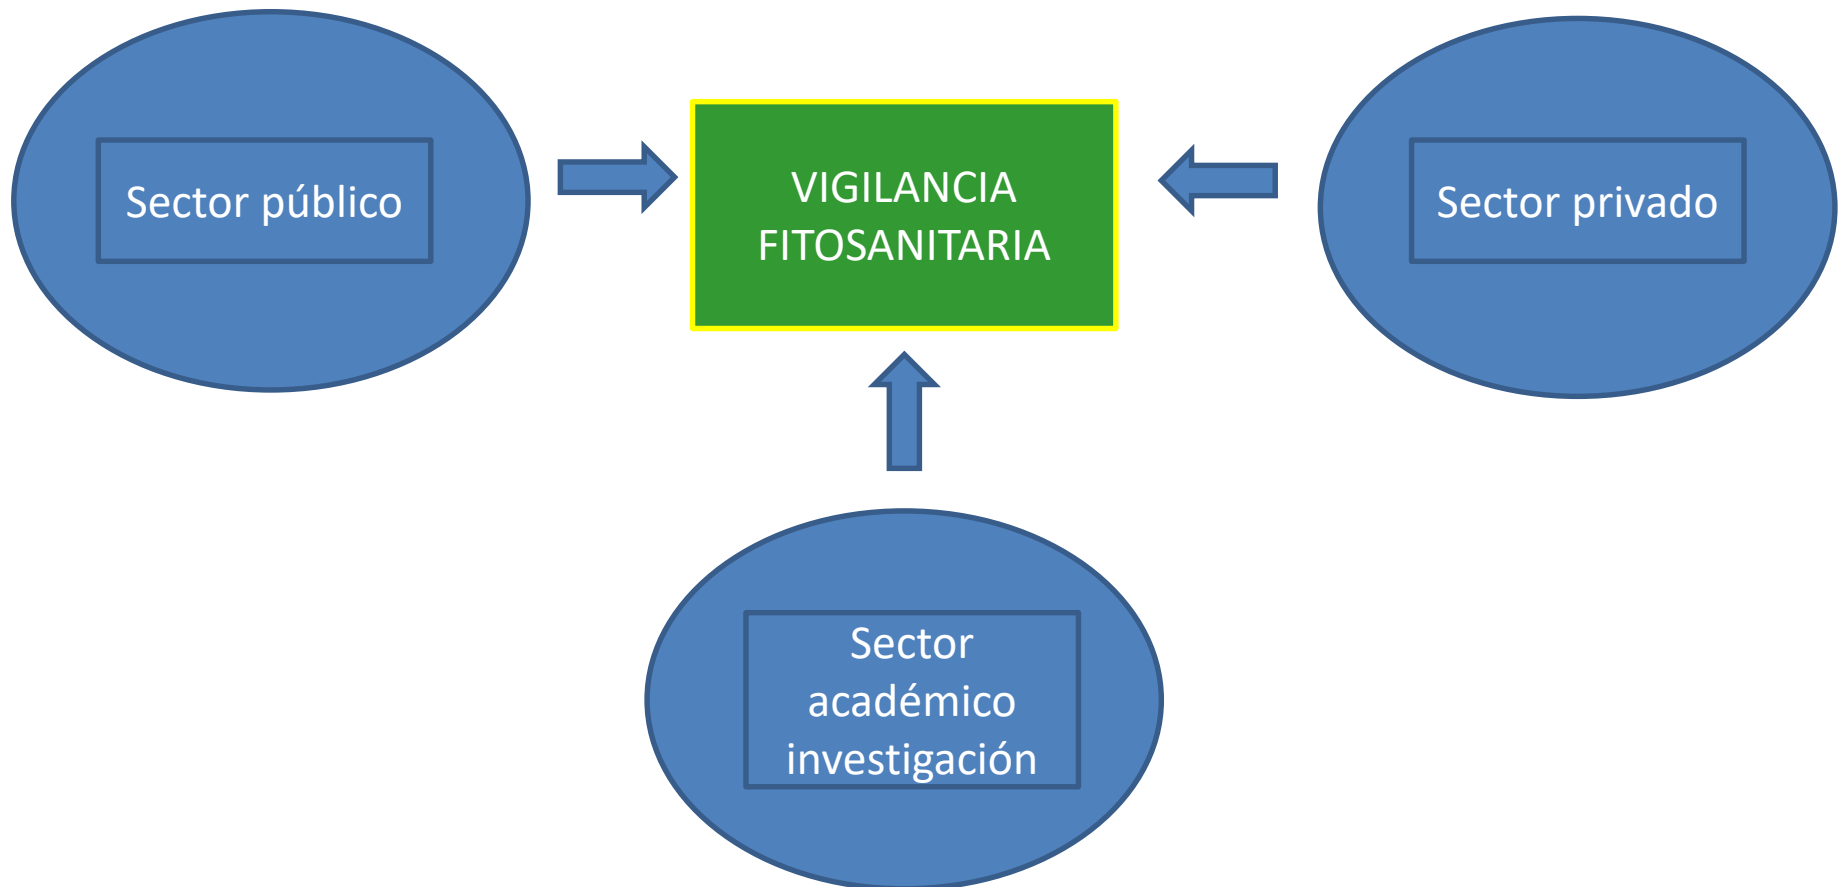 Sector público
VIGILANCIA
FITOSANITARIA
Sector privado
Sector
académico
investigación